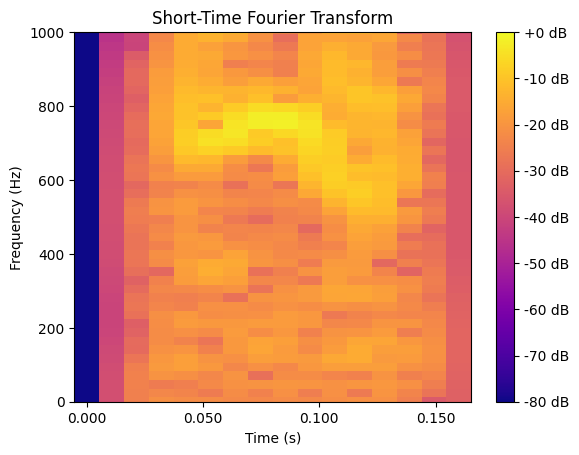 Short-Time Fourier Transform
Frequency (Hz)
1000
800
600
400
200
0
0.000
0.050
0.100
0.150
Time (s)
+0 dB
-10 dB
-20 dB
-30 dB
-40 dB
-50 dB
-60 dB
-70 dB
-80 dB